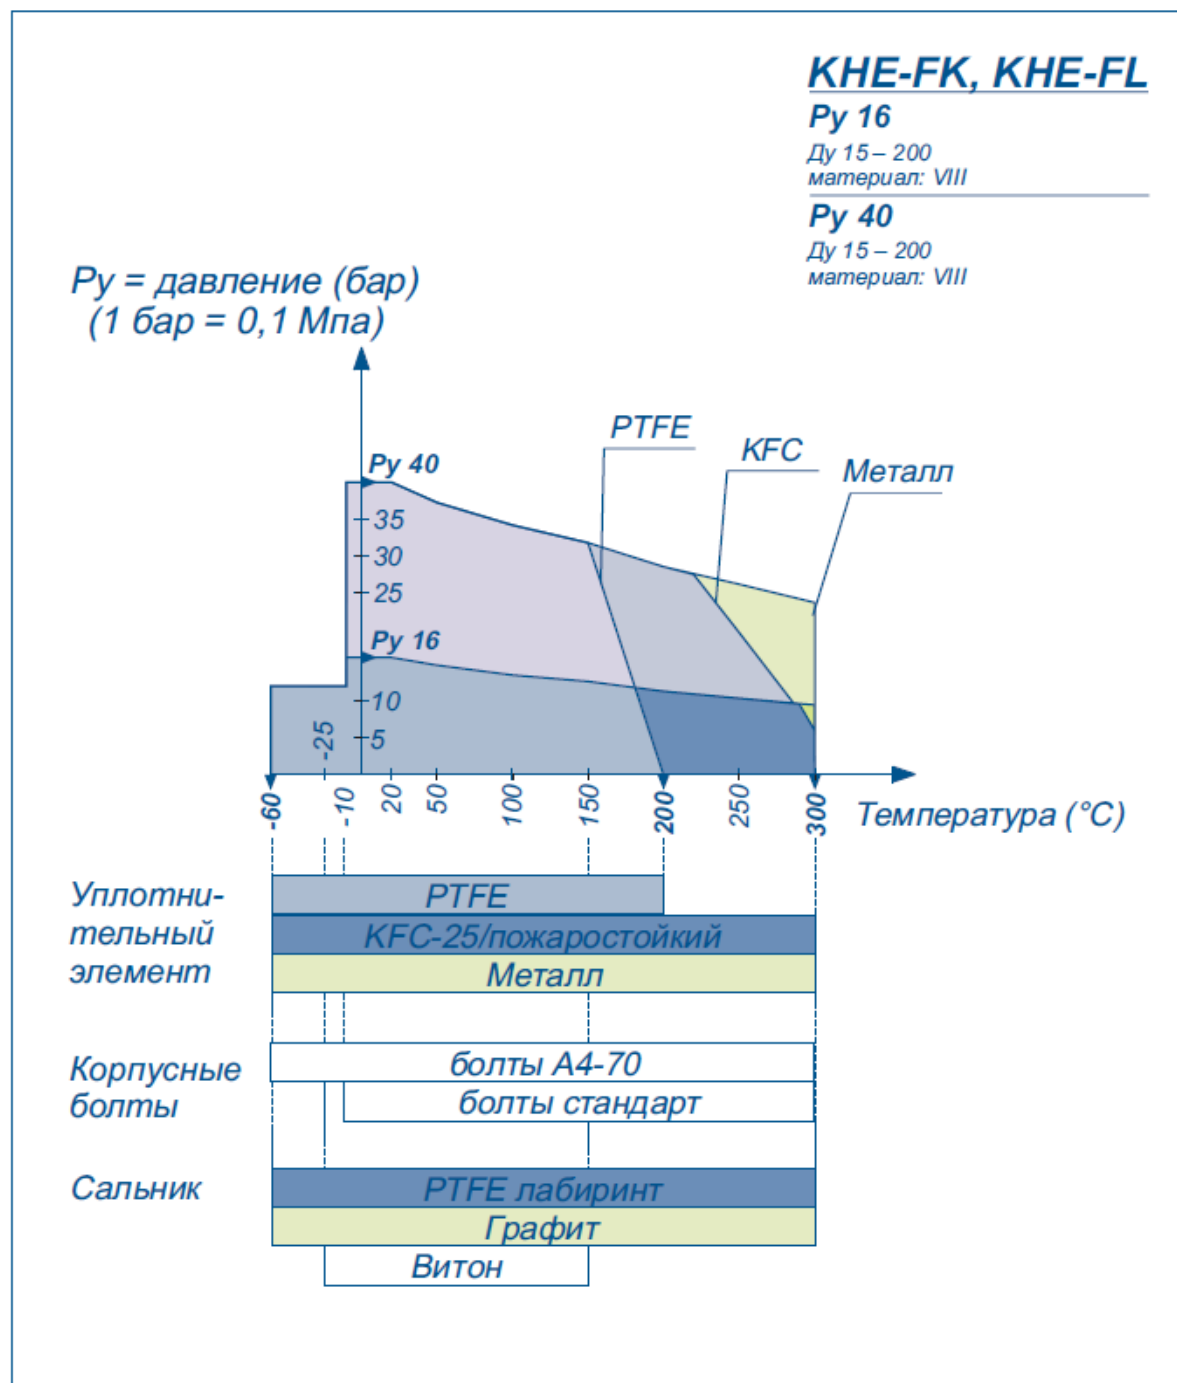 KHE-FK, KHE-FL
Ру 16
Ду 15 – 200
материал: VIII
Ру 40
Ду 15 – 200
материал: VIII
Ру = давление (бар)
(1 бар = 0,1 Мпа)
PTFE
KFC
Металл
Ру 40
35
30
25
Ру 16
10
5
-60
-25
-10
20
50
100
150
200
250
300
Температура (°C)
Уплотни-
тельный
элемент
PTFE
KFC-25/пожаростойкий
Металл
Корпусные
болты
болты А4-70
болты стандарт
Сальник
PTFE лабиринт
Графит
Витон